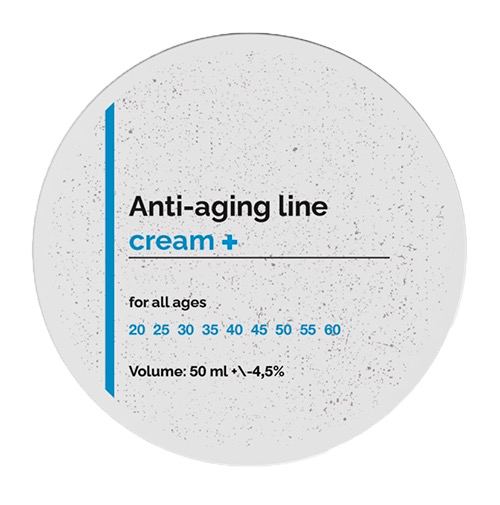 Anti-aging line
cream +
for all ages
20 25 30 35 40 45 50 55 60
Volume: 50 ml +\-4,5%